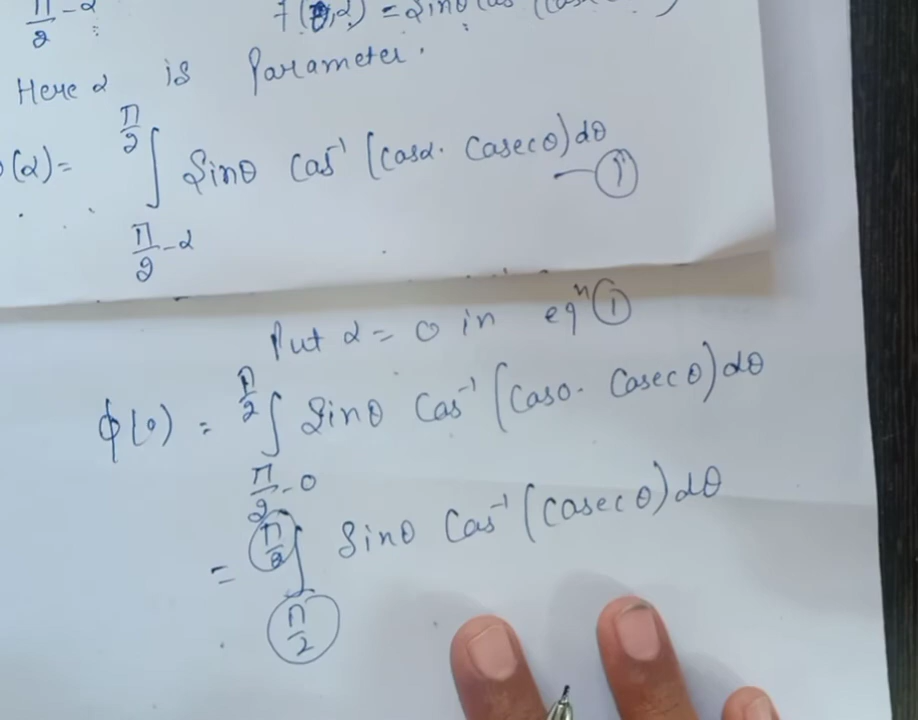 π/2 - α
f(θ,α) = Sinθ Cos⁻¹
Here α is Parameter.
(α) = ∫_{π/2 - α}^{π/2} Sinθ Cos⁻¹ (Cosα. Cosecθ) dθ —①
Put α = 0 in eqⁿ ①
ϕ(0) = ∫_{π/2 - 0}^{π/2} Sinθ Cos⁻¹ (Cos0. Cosecθ) dθ
= ∫_{π/2}^{π/2} Sinθ Cos⁻¹ (Cosecθ) dθ